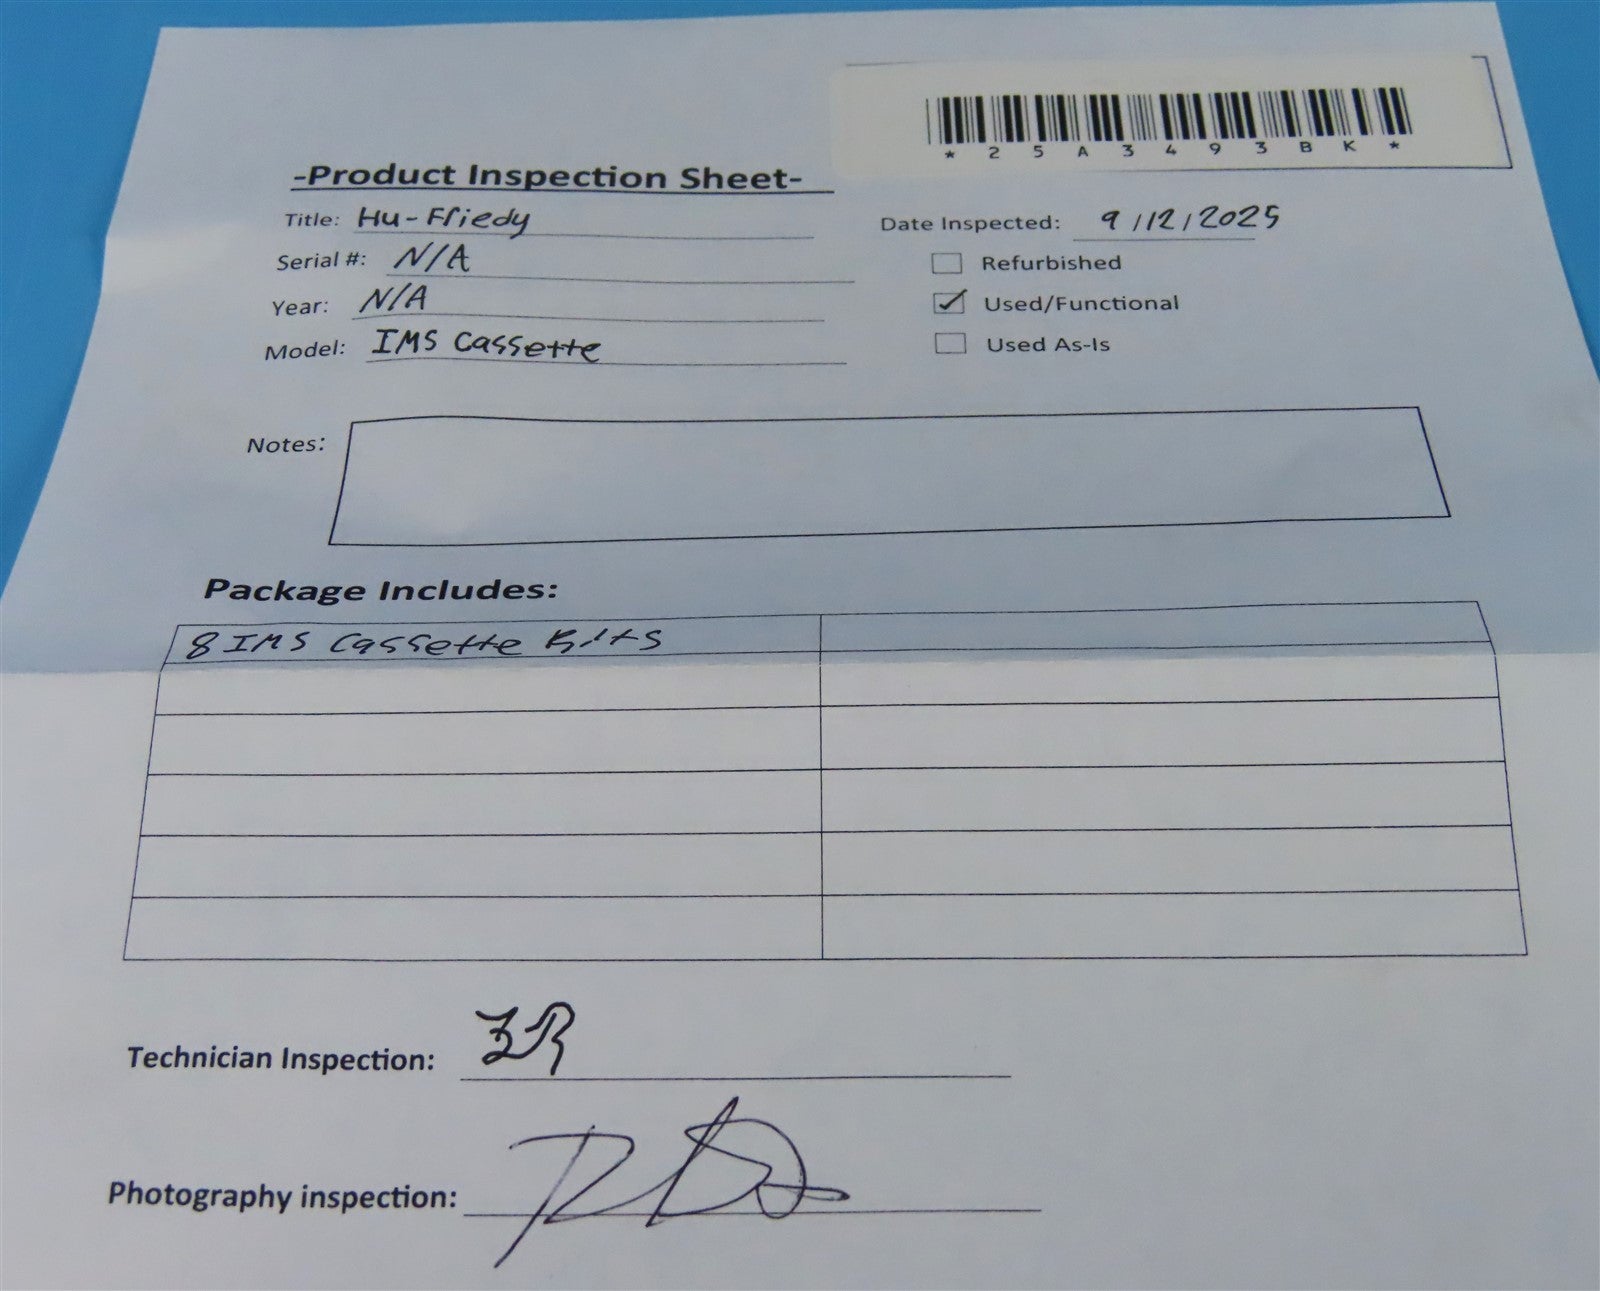 *25A3493BK*
-Product Inspection Sheet-
Title: Hu-Friedy
Date Inspected: 9/12/2025
Serial #: N/A
Refurbished
Year: N/A
Used/Functional
Model: IMS Cassette
Used As-Is
Notes:
Package Includes:
8 IMS Cassette Kits
Technician Inspection:
Photography inspection: